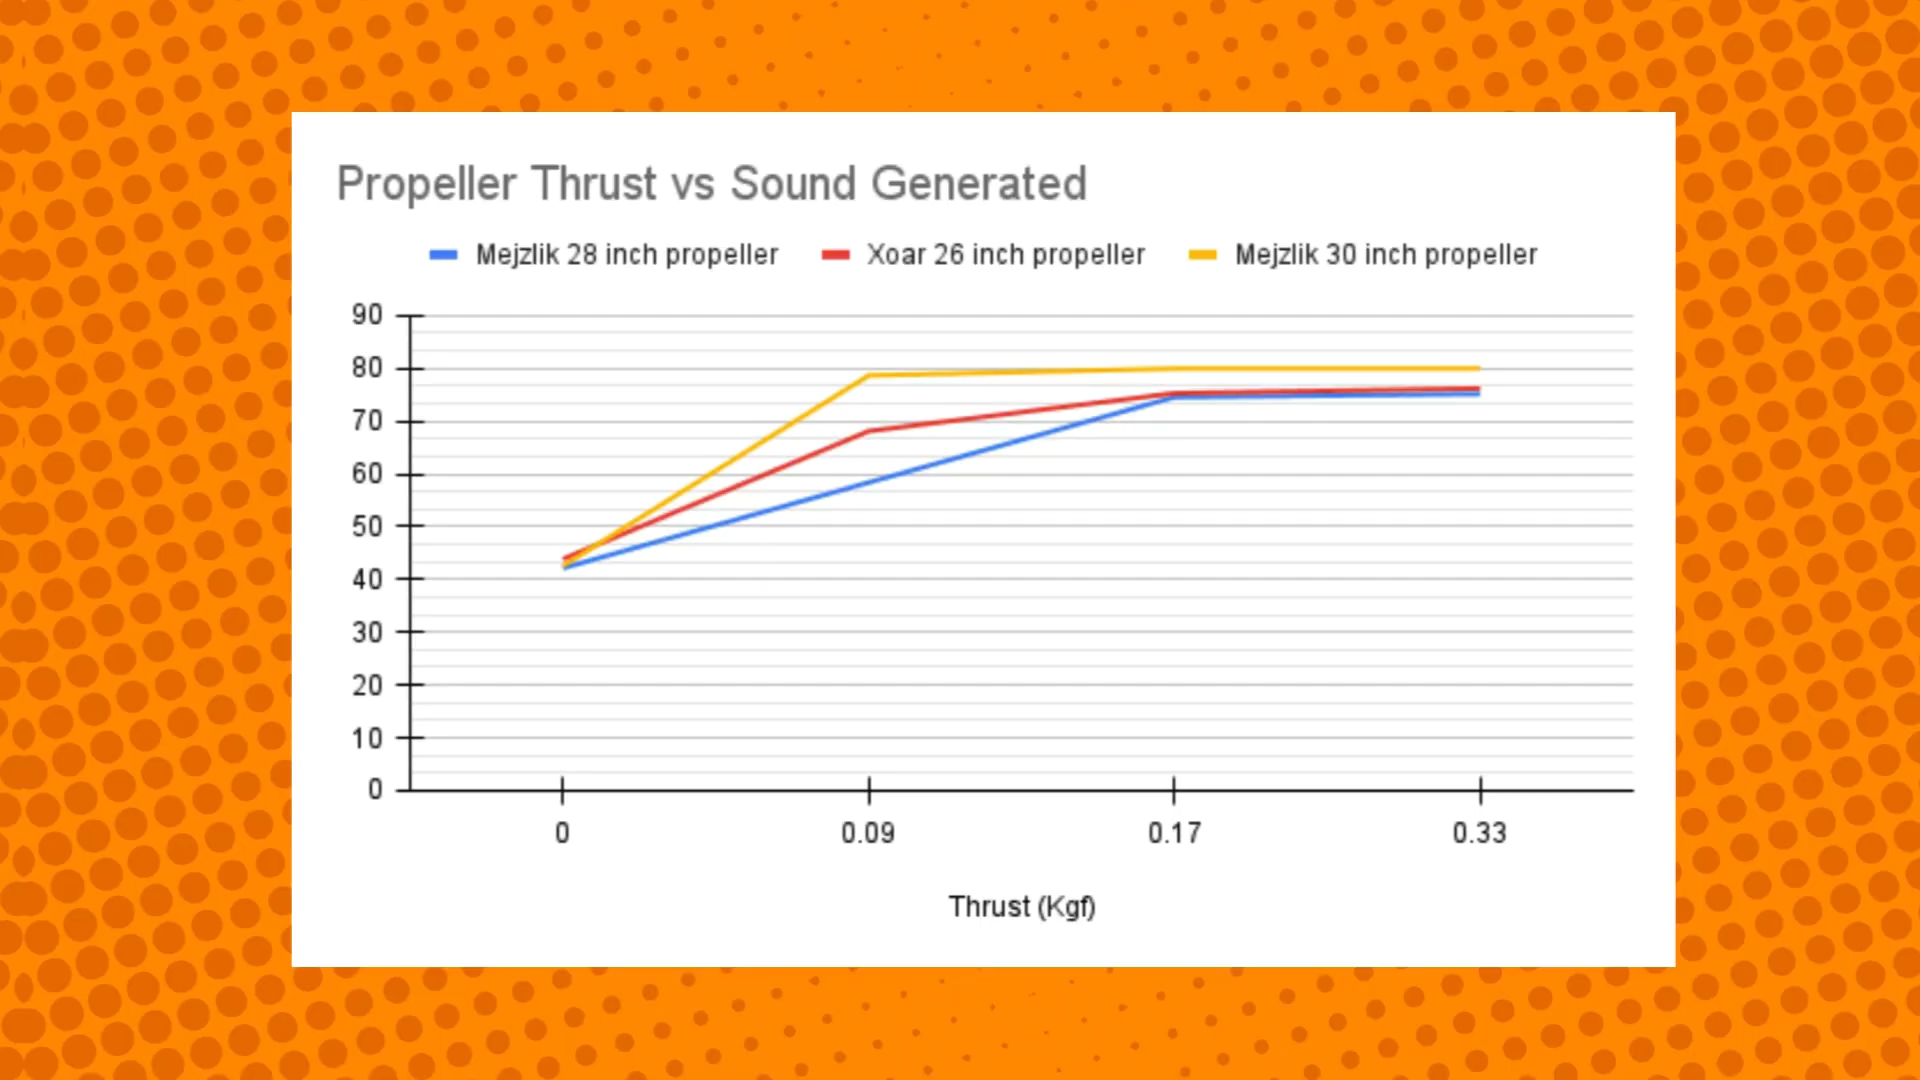 Propeller Thrust vs Sound Generated
Mejzlik 28 inch propeller Xoar 26 inch propeller Mejzlik 30 inch propeller
90
80
70
60
50
40
30
20
10
0
0 0.09 0.17 0.33
Thrust (Kgf)